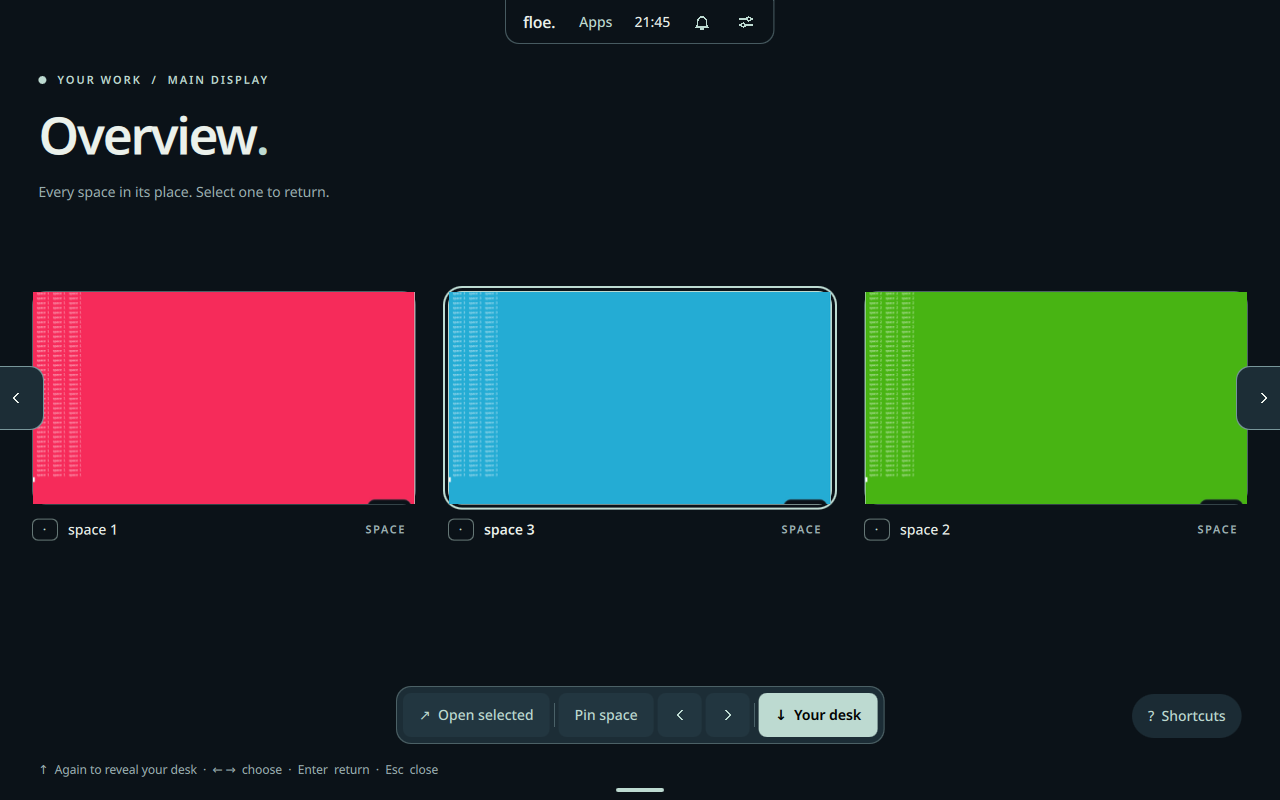 floe. Apps 21:45
YOUR WORK / MAIN DISPLAY
Overview.
Every space in its place. Select one to return.
space 1 SPACE
space 3 SPACE
space 2 SPACE
↗ Open selected Pin space ↓ Your desk
? Shortcuts
↑ Again to reveal your desk · ←→ choose · Enter return · Esc close